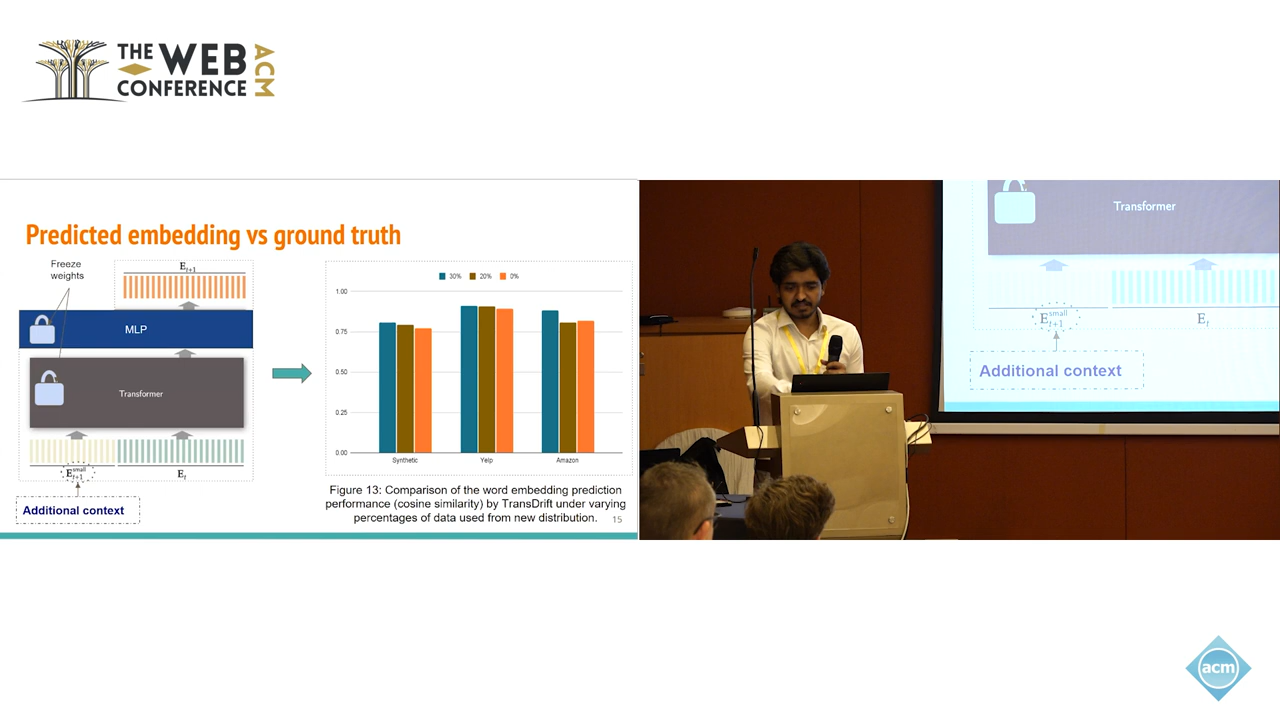 THE WEB
CONFERENCE
ACM
Predicted embedding vs ground truth
Freeze
weights
E_{t+1}
MLP
Transformer
E^{small}_{t+1}
E_t
Additional context
30% 20% 0%
1.00
0.75
0.50
0.25
0.00
Synthetic Yelp Amazon
Figure 13: Comparison of the word embedding prediction
performance (cosine similarity) by TransDrift under varying
percentages of data used from new distribution.
15
Transformer
E^{small}_{t+1}
E_t
Additional context
acm